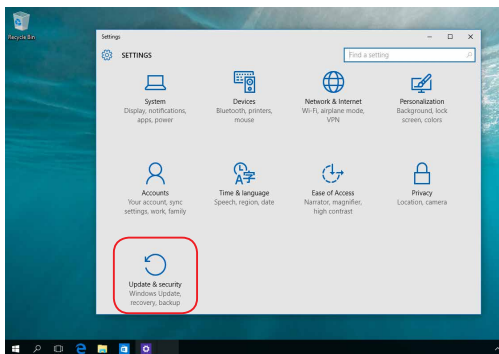 Recycle Bin
Settings
SETTINGS
Find a setting
System
Display, notifications,
apps, power
Devices
Bluetooth, printers,
mouse
Network & Internet
Wi-Fi, airplane mode,
VPN
Personalization
Background, lock
screen, colors
Accounts
Your account, sync
settings, work, family
Time & language
Speech, region, date
Ease of Access
Narrator, magnifier,
high contrast
Privacy
Location, camera
Update & security
Windows Update,
recovery, backup